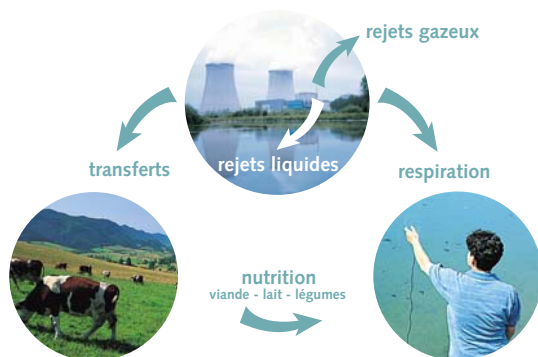 rejets gazeux
rejets liquides
transferts
respiration
nutrition
viande - lait - légumes